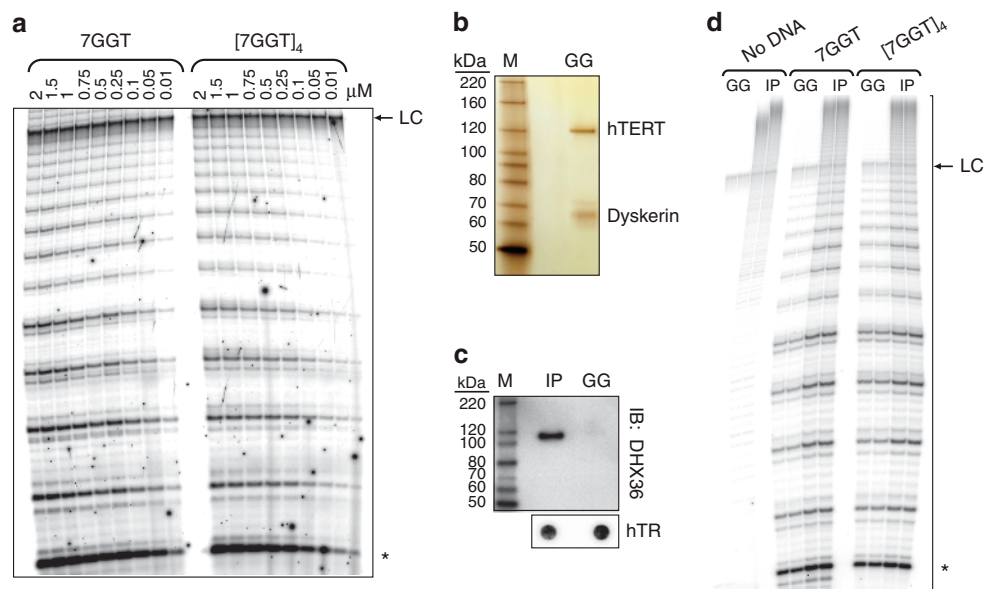 a
7GGT
[7GGT]4
2 1.5 1 0.75 0.5 0.25 0.1 0.05 0.01
2 1.5 1 0.75 0.5 0.25 0.1 0.05 0.01
μM
LC
*
b
kDa M GG
220
160
120
100
80
70
60
50
hTERT
Dyskerin
c
kDa M IP GG
220
120
100
80
70
60
50
IB: DHX36
hTR
d
No DNA
7GGT
[7GGT]4
GG IP GG IP GG IP
LC
*